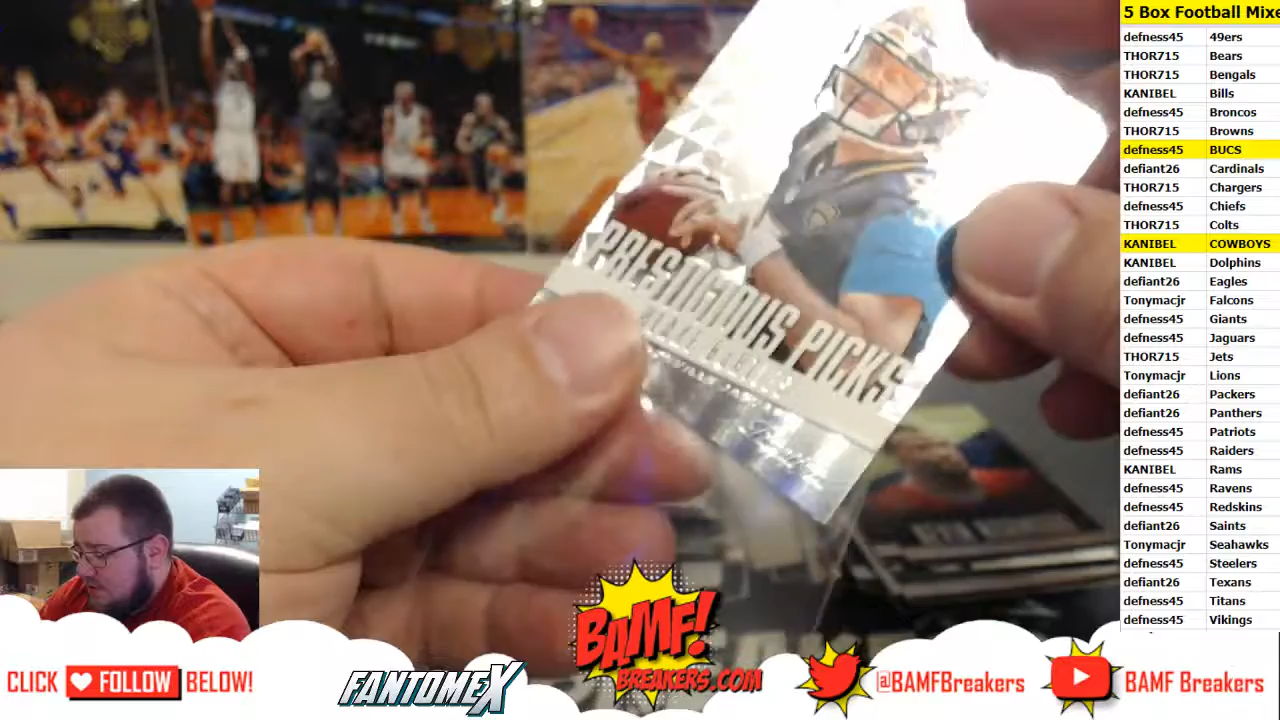 5 Box Football Mixe
defness45 49ers
THOR715 Bears
THOR715 Bengals
KANIBEL Bills
defness45 Broncos
THOR715 Browns
defness45 BUCS
defiant26 Cardinals
THOR715 Chargers
defness45 Chiefs
THOR715 Colts
KANIBEL COWBOYS
KANIBEL Dolphins
defiant26 Eagles
Tonymacjr Falcons
defness45 Giants
defness45 Jaguars
THOR715 Jets
Tonymacjr Lions
defiant26 Packers
defiant26 Panthers
defness45 Patriots
defness45 Raiders
KANIBEL Rams
defness45 Ravens
defness45 Redskins
defiant26 Saints
Tonymacjr Seahawks
defness45 Steelers
defiant26 Texans
defness45 Titans
defness45 Vikings
PRESTIGIOUS PICKS
CLICK FOLLOW BELOW!
FANTOMEX
BAMF!
BREAKERS.COM
@BAMFBreakers
BAMF Breakers